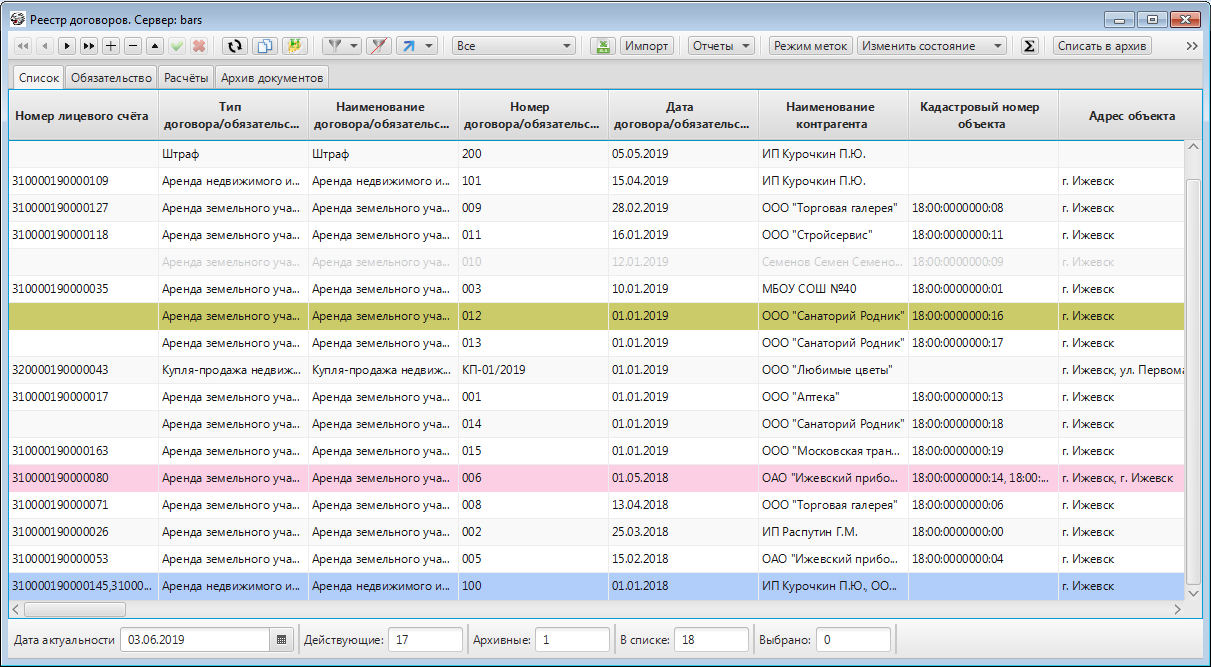 Реестр договоров. Сервер: bars
Все Импорт Отчеты Режим меток Изменить состояние Σ Списать в архив
Список Обязательство Расчёты Архив документов
Номер лицевого счёта Тип договора/обязательс... Наименование договора/обязательс... Номер договора/обязательс... Дата договора/обязательс... Наименование контрагента Кадастровый номер объекта Адрес объекта
Штраф Штраф 200 05.05.2019 ИП Курочкин П.Ю.
310000190000109 Аренда недвижимого и... Аренда недвижимого и... 101 15.04.2019 ИП Курочкин П.Ю. г. Ижевск
310000190000127 Аренда земельного уча... Аренда земельного уча... 009 28.02.2019 ООО "Торговая галерея" 18:00:0000000:08 г. Ижевск
310000190000118 Аренда земельного уча... Аренда земельного уча... 011 16.01.2019 ООО "Стройсервис" 18:00:0000000:11 г. Ижевск
Аренда земельного уча... Аренда земельного уча... 010 12.01.2019 Семенов Семен Семено... 18:00:0000000:09 г. Ижевск
310000190000035 Аренда земельного уча... Аренда земельного уча... 003 10.01.2019 МБОУ СОШ №40 18:00:0000000:01 г. Ижевск
Аренда земельного уча... Аренда земельного уча... 012 01.01.2019 ООО "Санаторий Родник" 18:00:0000000:16 г. Ижевск
Аренда земельного уча... Аренда земельного уча... 013 01.01.2019 ООО "Санаторий Родник" 18:00:0000000:17 г. Ижевск
320000190000043 Купля-продажа недвиж... Купля-продажа недвиж... КП-01/2019 01.01.2019 ООО "Любимые цветы" г. Ижевск, ул. Первома
310000190000017 Аренда земельного уча... Аренда земельного уча... 001 01.01.2019 ООО "Аптека" 18:00:0000000:13 г. Ижевск
Аренда земельного уча... Аренда земельного уча... 014 01.01.2019 ООО "Санаторий Родник" 18:00:0000000:18 г. Ижевск
310000190000163 Аренда земельного уча... Аренда земельного уча... 015 01.01.2019 ООО "Московская тран... 18:00:0000000:19 г. Ижевск
310000190000080 Аренда земельного уча... Аренда земельного уча... 006 01.05.2018 ОАО "Ижевский прибо... 18:00:0000000:14, 18:00:... г. Ижевск, г. Ижевск
310000190000071 Аренда земельного уча... Аренда земельного уча... 008 13.04.2018 ООО "Торговая галерея" 18:00:0000000:06 г. Ижевск
310000190000026 Аренда земельного уча... Аренда земельного уча... 002 25.03.2018 ИП Распутин Г.М. 18:00:0000000:00 г. Ижевск
310000190000053 Аренда земельного уча... Аренда земельного уча... 005 15.02.2018 ОАО "Ижевский прибо... 18:00:0000000:04 г. Ижевск
310000190000145,31000... Аренда недвижимого и... Аренда недвижимого и... 100 01.01.2018 ИП Курочкин П.Ю., ОО... г. Ижевск
Дата актуальности 03.06.2019 Действующие: 17 Архивные: 1 В списке: 18 Выбрано: 0